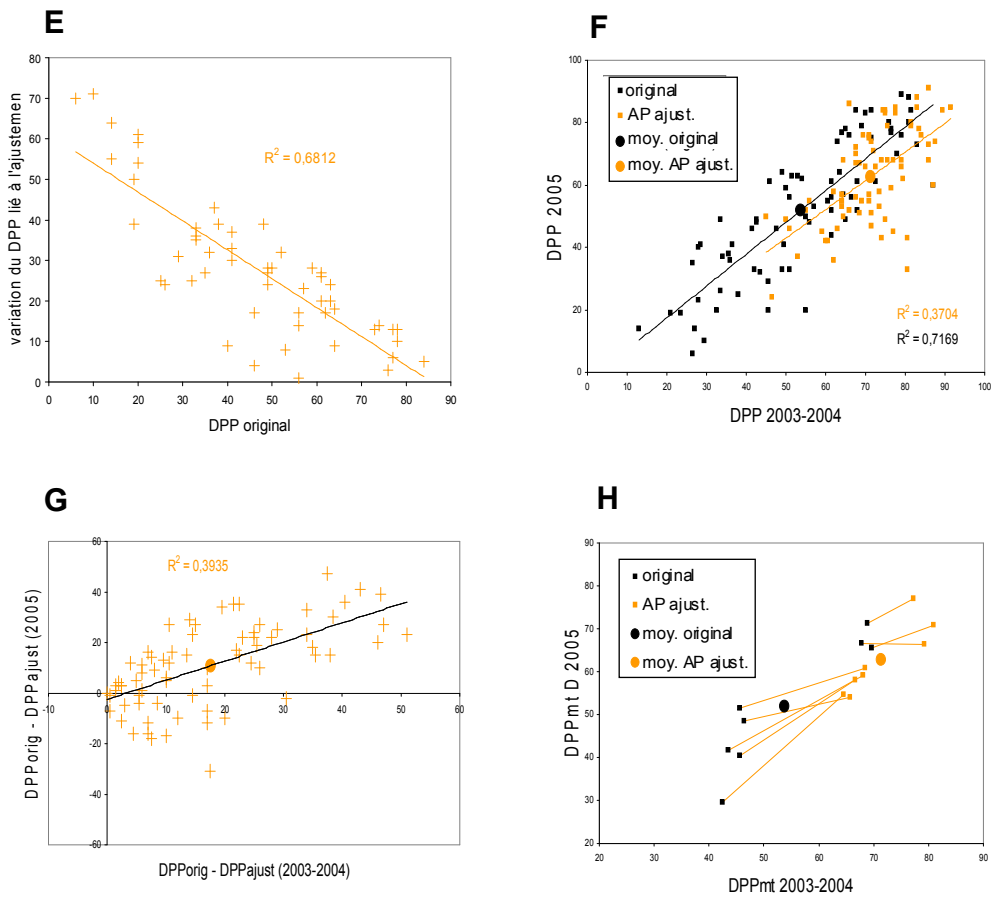 E
80
70
60
50
40
30
20
10
0
variation du DPP lié à l'ajustemen
R² = 0,6812
0 10 20 30 40 50 60 70 80 90
DPP original
F
100
80
60
40
20
0
DPP 2005
original
AP ajust.
moy. original
moy. AP ajust.
R² = 0,3704
R² = 0,7169
0 10 20 30 40 50 60 70 80 90 100
DPP 2003-2004
G
60
40
20
0
-20
-40
-60
DPPorig - DPPajust (2005)
R² = 0,3935
-10 0 10 20 30 40 50 60
DPPorig - DPPajust (2003-2004)
H
90
80
70
60
50
40
30
20
DPPmt D 2005
original
AP ajust.
moy. original
moy. AP ajust.
20 30 40 50 60 70 80 90
DPPmt 2003-2004